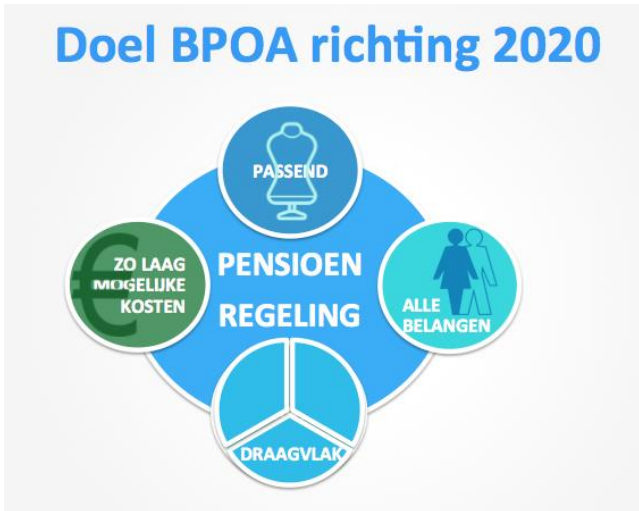 Doel BPOA richting 2020
PASSEND
ZO LAAG
MOGELIJKE
KOSTEN
PENSIOEN
REGELING
ALLE
BELANGEN
DRAAGVLAK